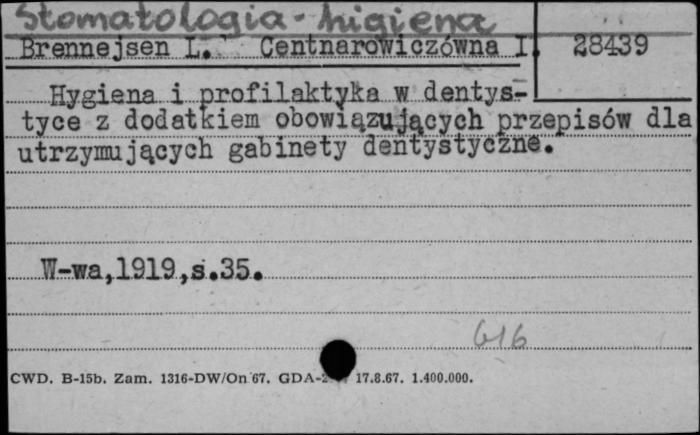 Stomatologia - higiena
Brennejsen L. Centnarowiczówna I. 28439
Hygiena i profilaktyka w dentys-
tyce z dodatkiem obowiązujących przepisów dla
utrzymujących gabinety dentystyczne.
W-wa,1919,s.35.
616
CWD. B-15b. Zam. 1316-DW/On 67. GDA- 17.8.67. 1.400.000.